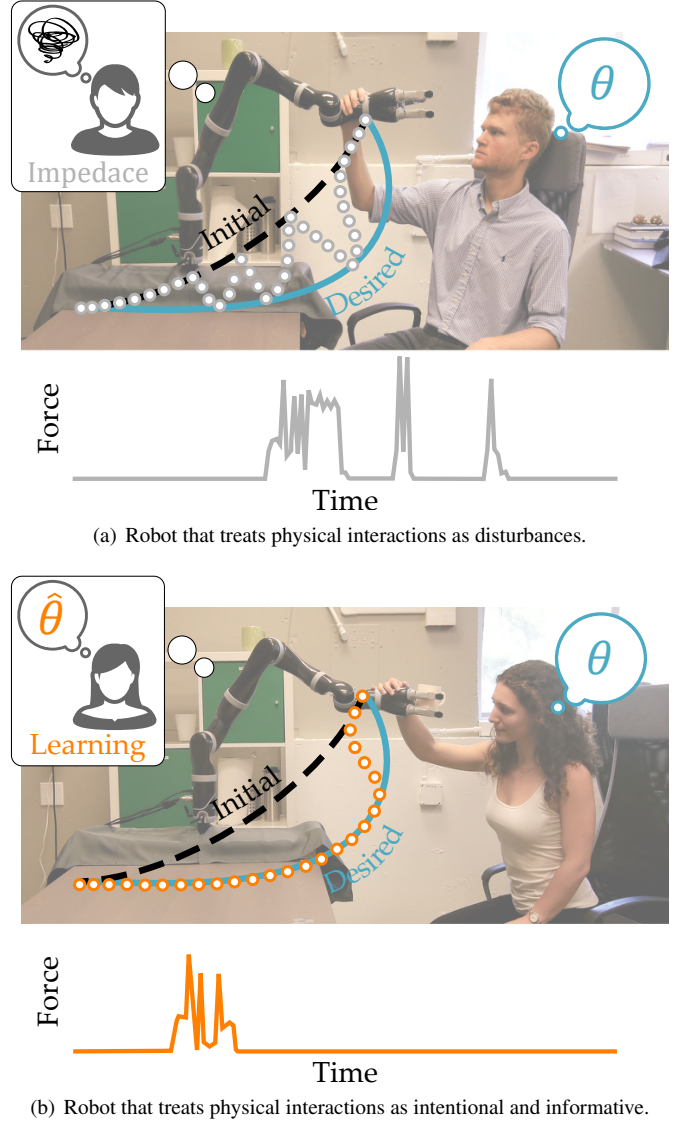 θ
Impedace
Initial
Desired
Force
Time
(a) Robot that treats physical interactions as disturbances.
θ̂
θ
Learning
Initial
Desired
Force
Time
(b) Robot that treats physical interactions as intentional and informative.